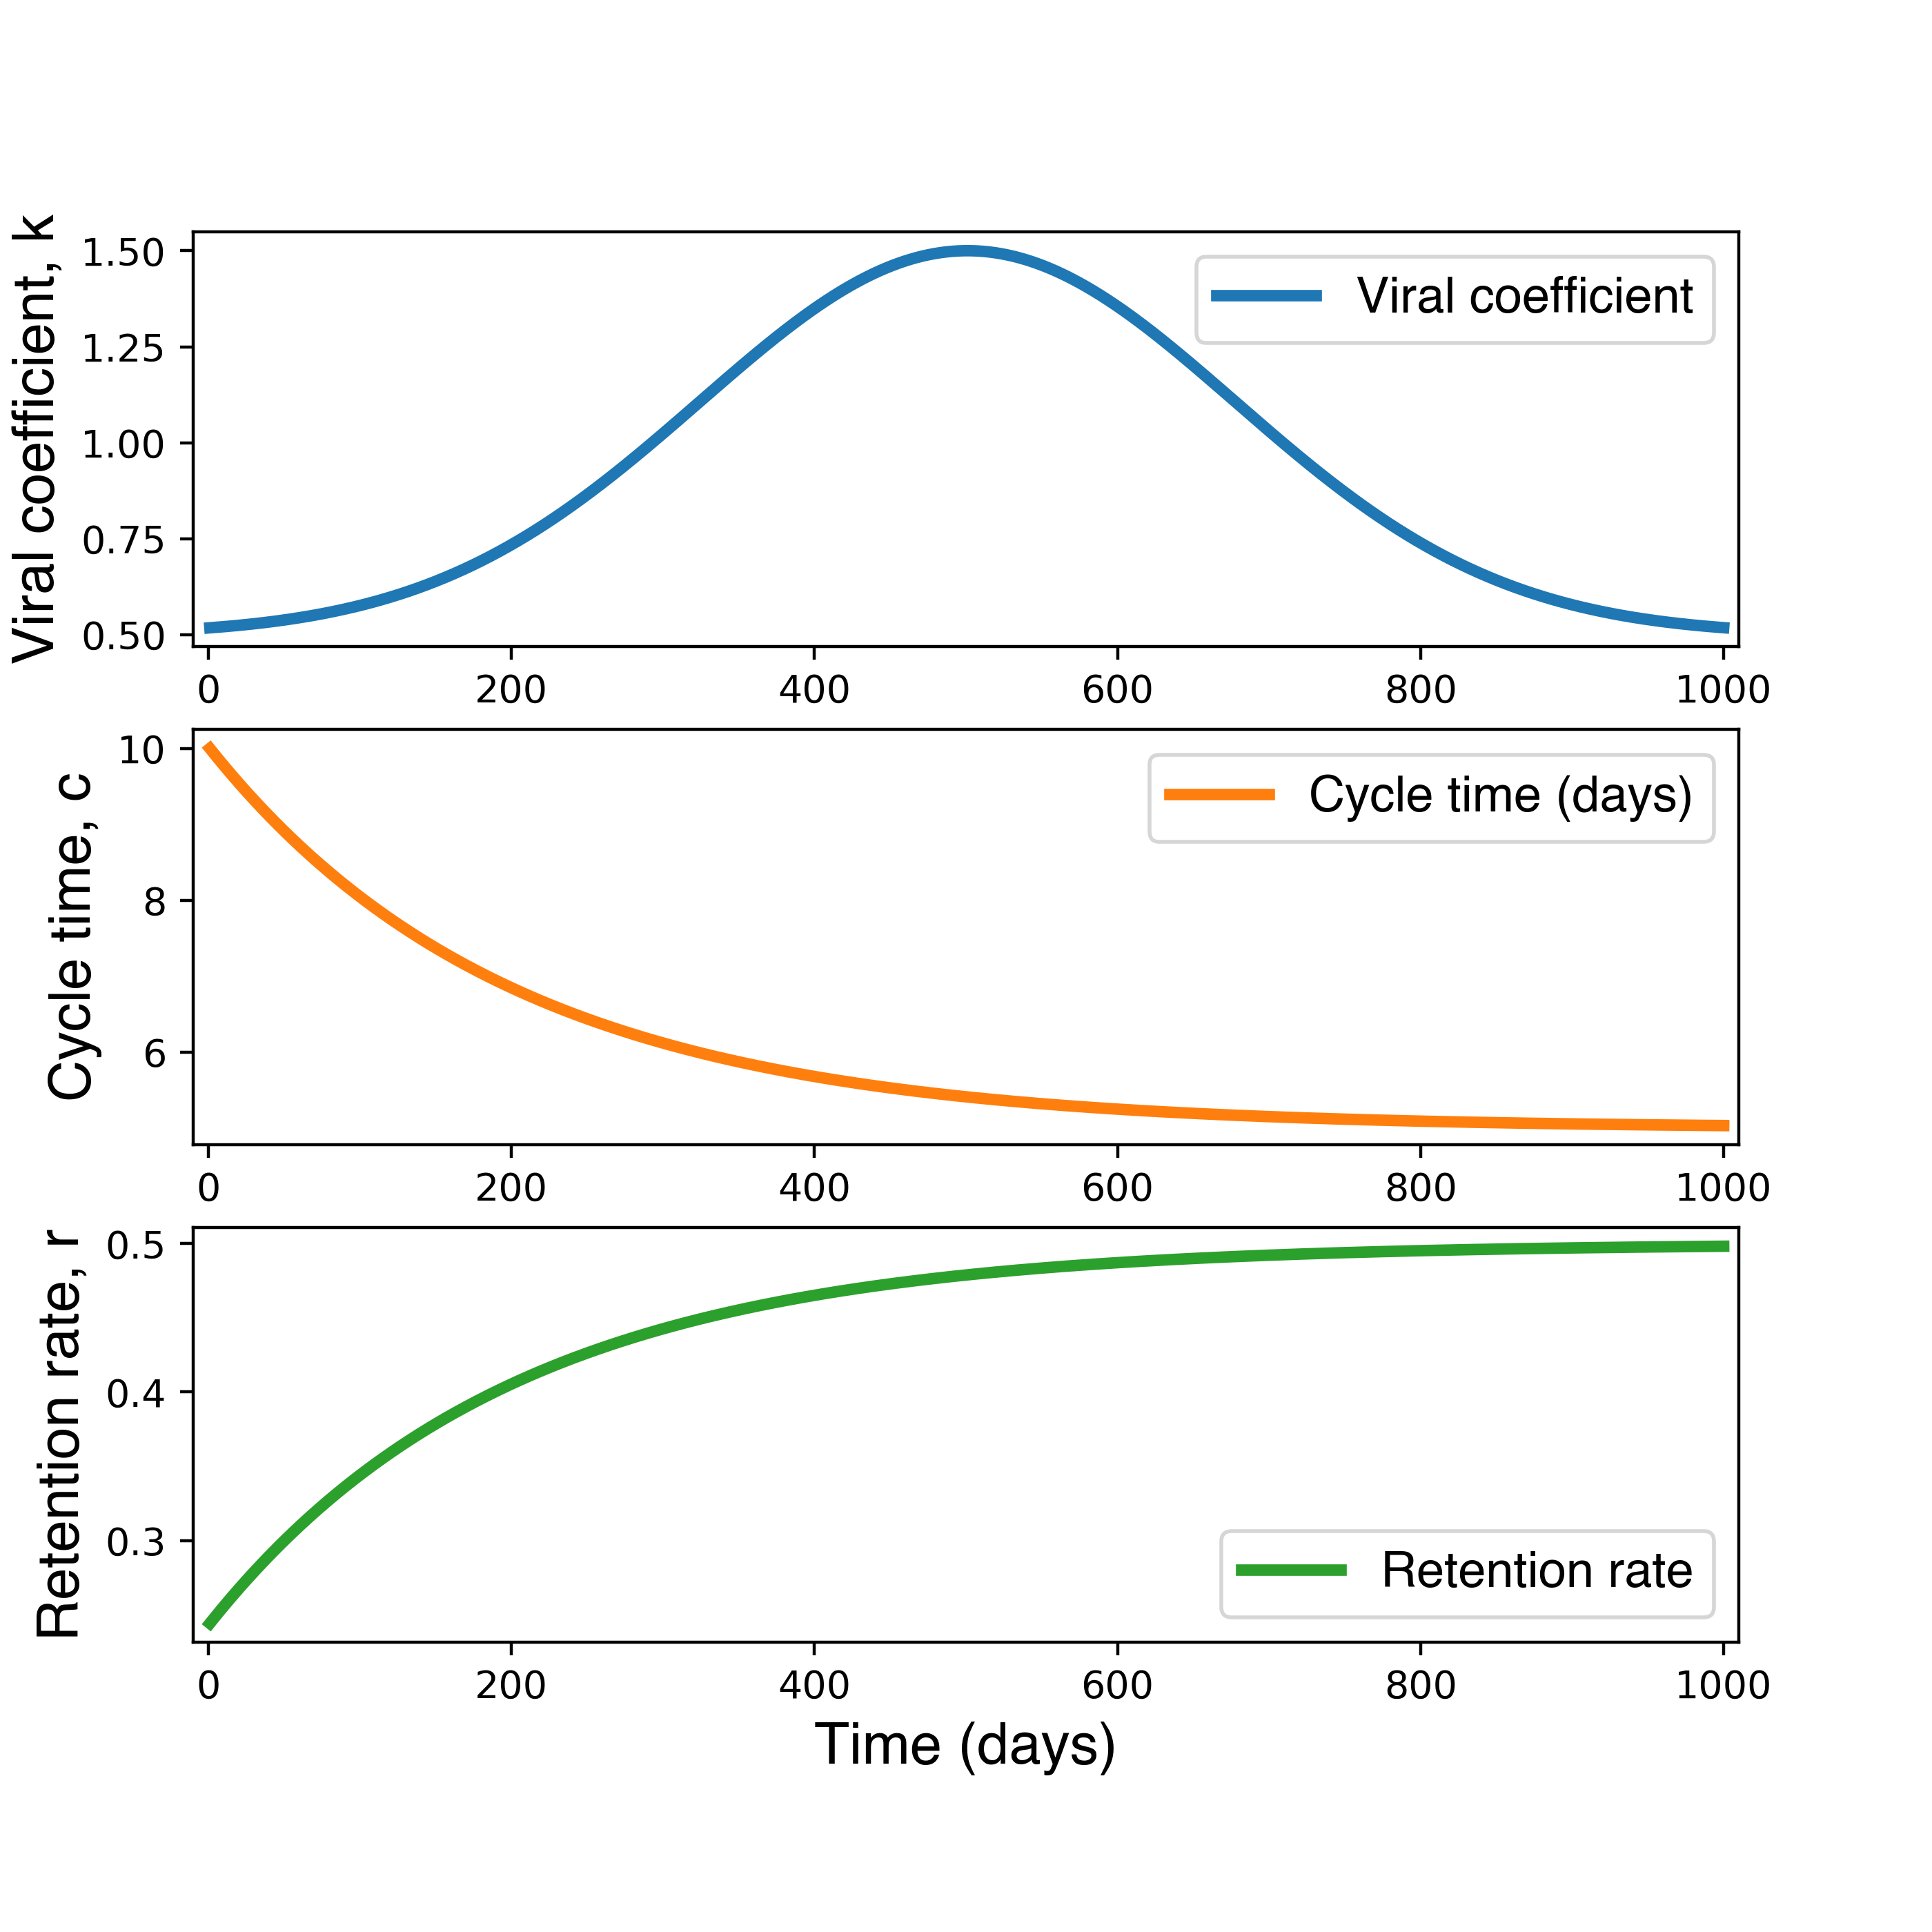 Viral coefficient, k
1.50
1.25
1.00
0.75
0.50
Viral coefficient
0 200 400 600 800 1000
Cycle time, c
10
8
6
Cycle time (days)
0 200 400 600 800 1000
Retention rate, r
0.5
0.4
0.3
Retention rate
0 200 400 600 800 1000
Time (days)